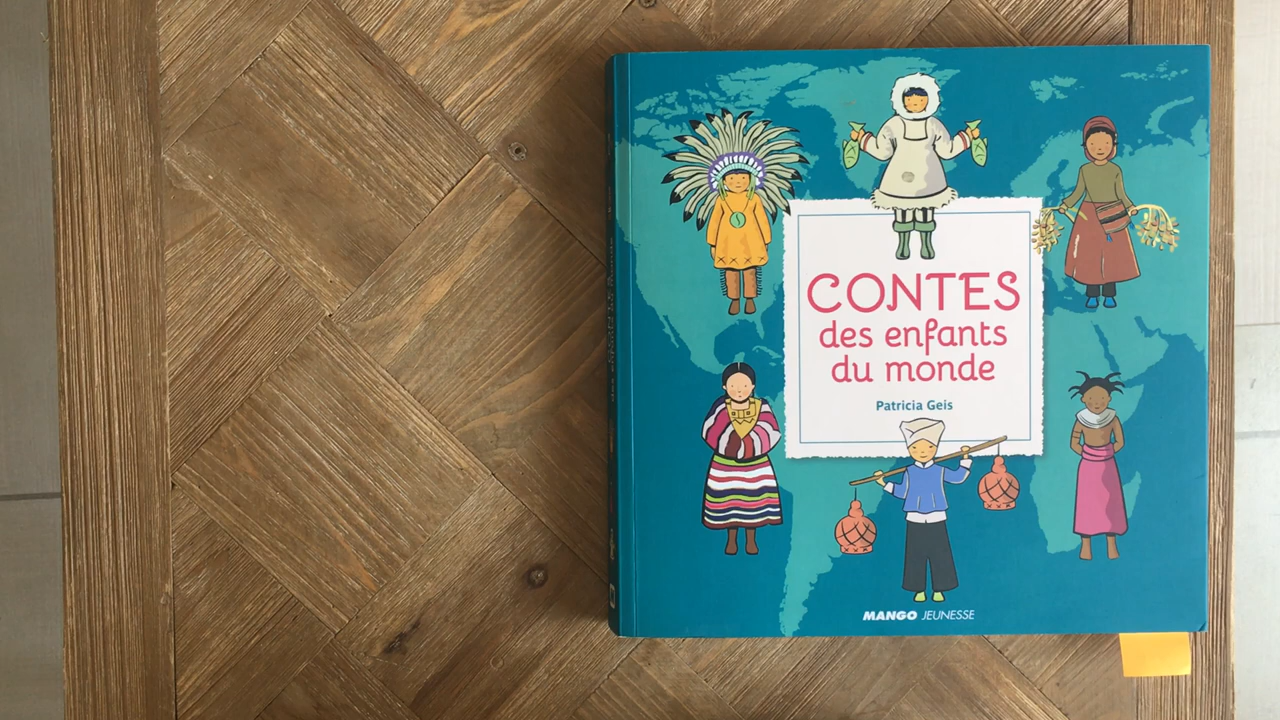 CONTES
des enfants
du monde
Patricia Geis
MANGO JEUNESSE